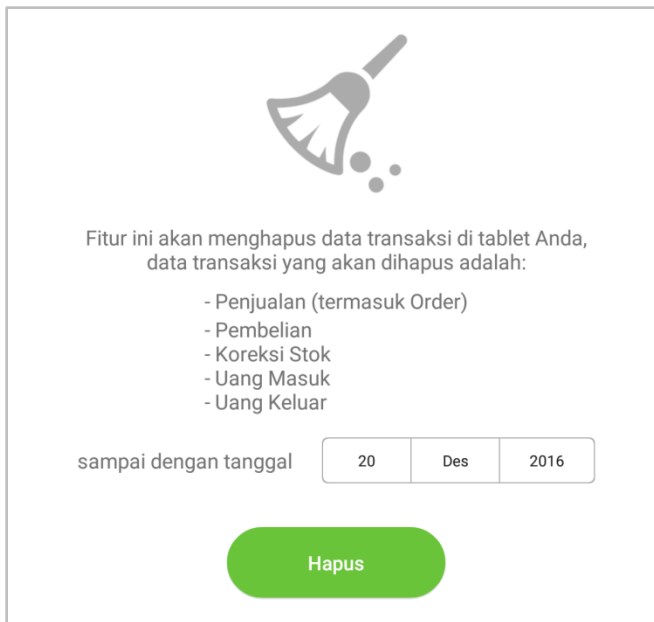 Fitur ini akan menghapus data transaksi di tablet Anda,
data transaksi yang akan dihapus adalah:
- Penjualan (termasuk Order)
- Pembelian
- Koreksi Stok
- Uang Masuk
- Uang Keluar
sampai dengan tanggal 20 Des 2016
Hapus